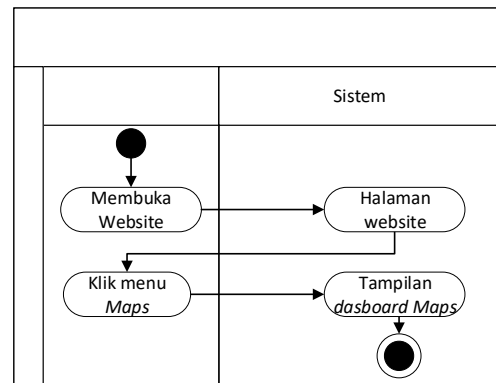 Sistem
Membuka
Website
Halaman
website
Klik menu
Maps
Tampilan
dasboard Maps